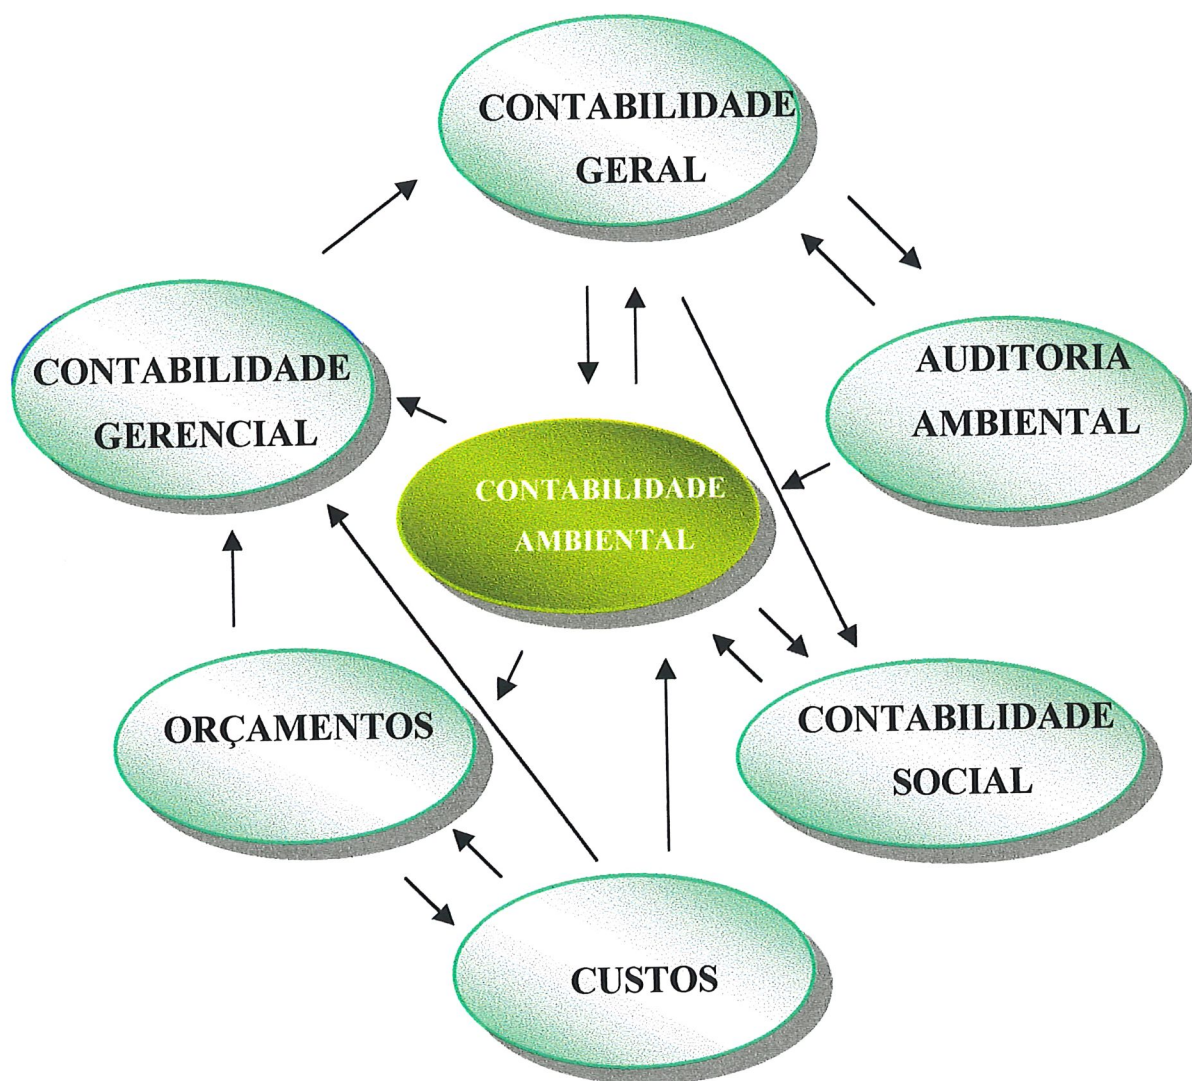 CONTABILIDADE
GERAL
CONTABILIDADE
GERENCIAL
AUDITORIA
AMBIENTAL
CONTABILIDADE
AMBIENTAL
ORÇAMENTOS
CONTABILIDADE
SOCIAL
CUSTOS